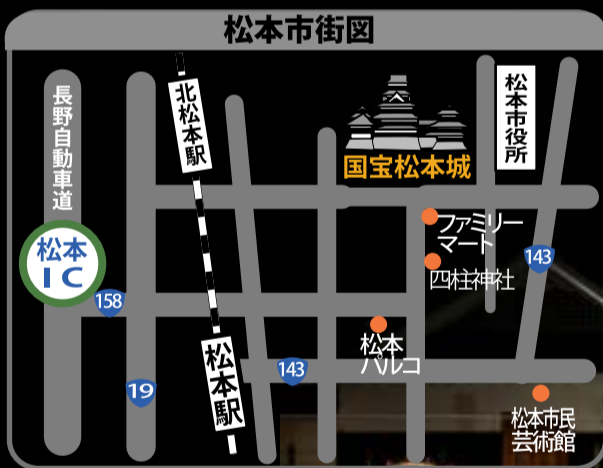 松本市街図
長野自動車道
北松本駅
国宝松本城
松本市役所
ファミリー
マート
四柱神社
143
松本
IC
158
松本
パルコ
松本駅
143
19
松本市民
芸術館